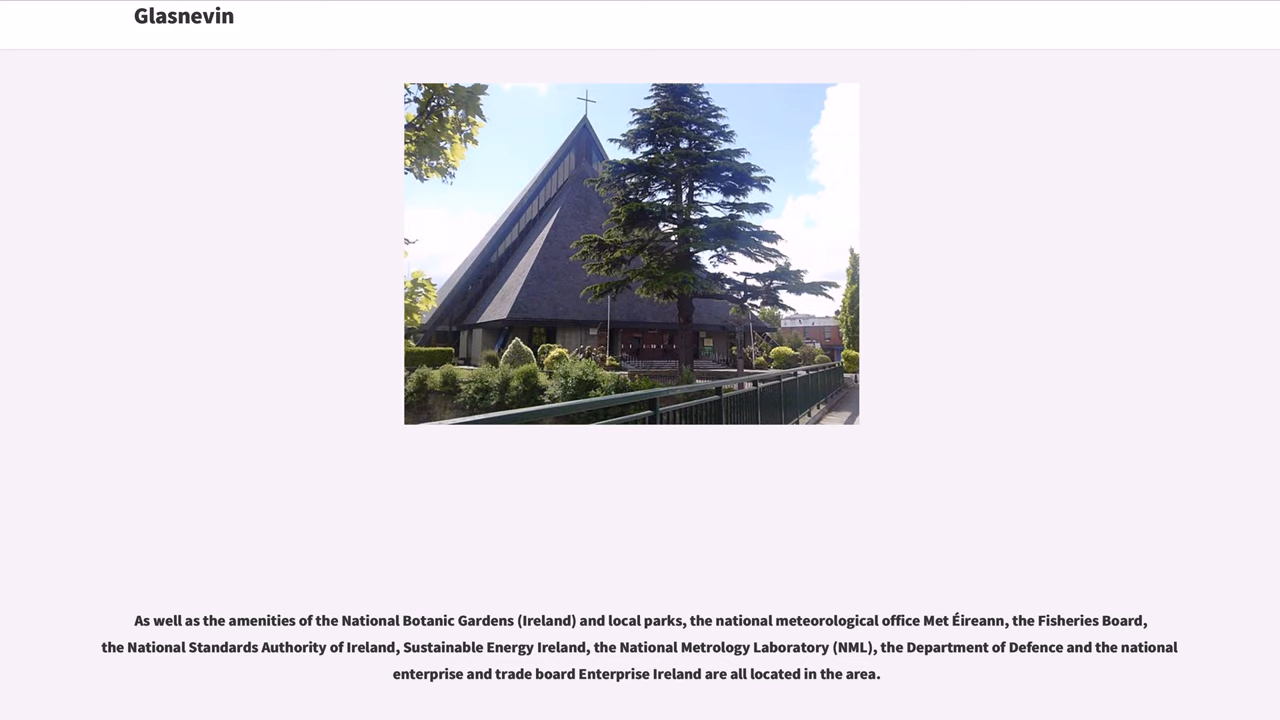 Glasnevin
As well as the amenities of the National Botanic Gardens (Ireland) and local parks, the national meteorological office Met Éireann, the Fisheries Board,
the National Standards Authority of Ireland, Sustainable Energy Ireland, the National Metrology Laboratory (NML), the Department of Defence and the national
enterprise and trade board Enterprise Ireland are all located in the area.